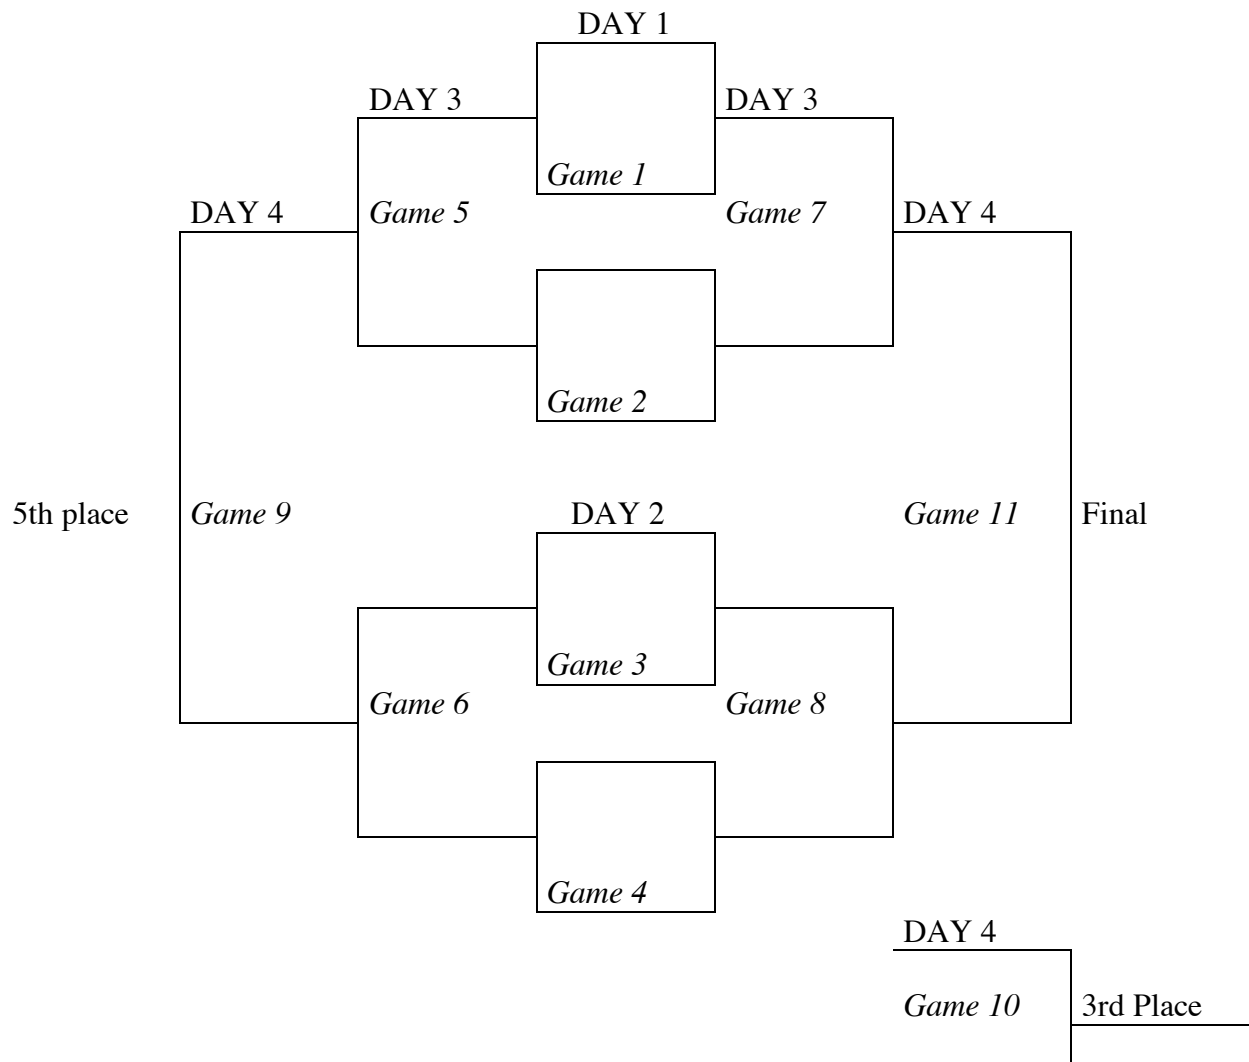 DAY 1
DAY 3
DAY 3
Game 1
DAY 4
Game 5
Game 7
DAY 4
Game 2
5th place
Game 9
DAY 2
Game 11
Final
Game 3
Game 6
Game 8
Game 4
DAY 4
Game 10
3rd Place